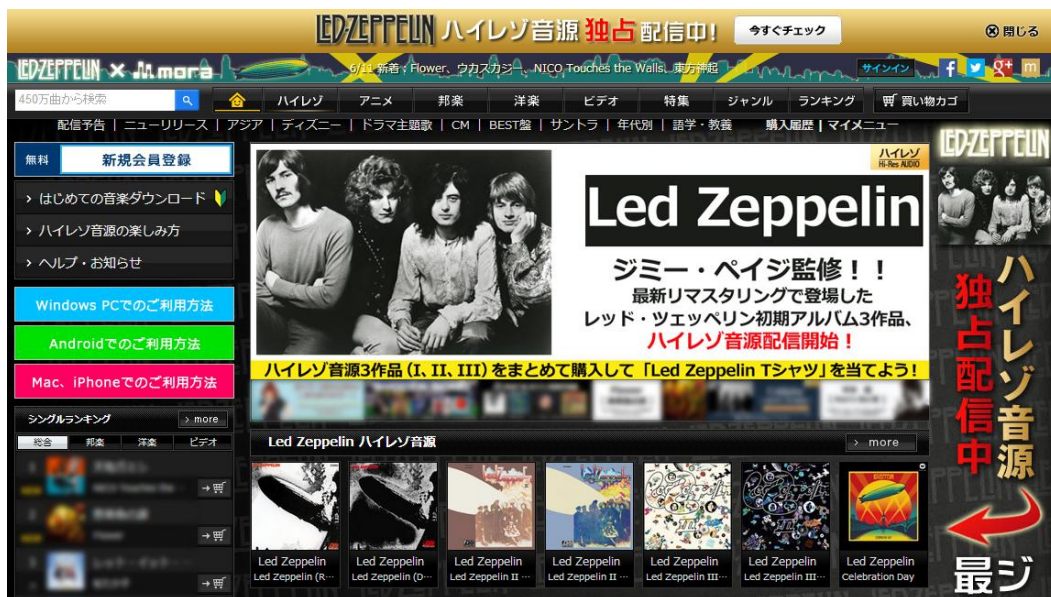 LED-ZEPPELIN ハイレゾ音源 独占配信中!
今すぐチェック
閉じる
LED-ZEPPELIN × mora
6/11 新着:Flower、ウカスカジー、NICO Touches the Walls、東方神起
サインイン
450万曲から検索
ハイレゾ アニメ 邦楽 洋楽 ビデオ 特集 ジャンル ランキング 買い物カゴ
配信予告 | ニューリリース | アジア | ディズニー | ドラマ主題歌 | CM | BEST盤 | サントラ | 年代別 | 語学・教養 購入履歴 | マイメニュー
無料 新規会員登録
はじめての音楽ダウンロード
ハイレゾ音源の楽しみ方
ヘルプ・お知らせ
Windows PCでのご利用方法
Androidでのご利用方法
Mac、iPhoneでのご利用方法
シングルランキング more
総合 邦楽 洋楽 ビデオ
ハイレゾ
Hi-Res AUDIO
Led Zeppelin
ジミー・ペイジ監修!!
最新リマスタリングで登場した
レッド・ツェッペリン初期アルバム3作品、
ハイレゾ音源配信開始!
ハイレゾ音源3作品(I、II、III)をまとめて購入して「Led Zeppelin Tシャツ」を当てよう!
Led Zeppelin ハイレゾ音源
more
Led Zeppelin
Led Zeppelin (R…
Led Zeppelin
Led Zeppelin (D…
Led Zeppelin
Led Zeppelin II …
Led Zeppelin
Led Zeppelin II …
Led Zeppelin
Led Zeppelin III…
Led Zeppelin
Led Zeppelin III…
Led Zeppelin
Celebration Day
LED-ZEPPELIN
ハイレゾ音源
独占配信中
最ジ